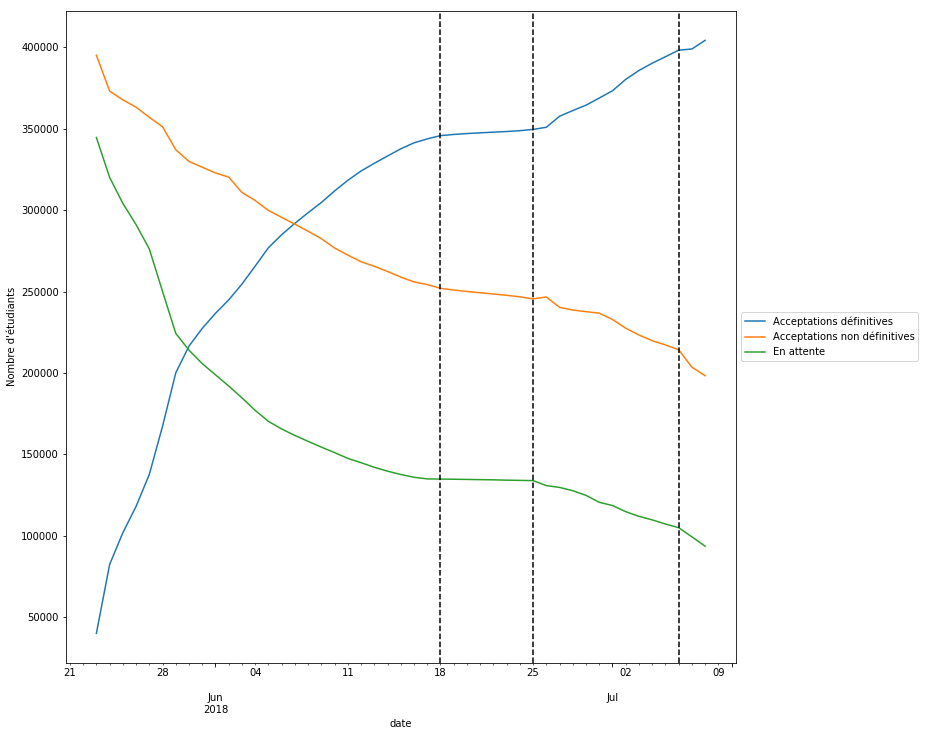 400000
350000
300000
250000
200000
150000
100000
50000
Nombre d'étudiants
21 28 04 11 18 25 02 09
Jun Jul
2018
date
Acceptations définitives
Acceptations non définitives
En attente